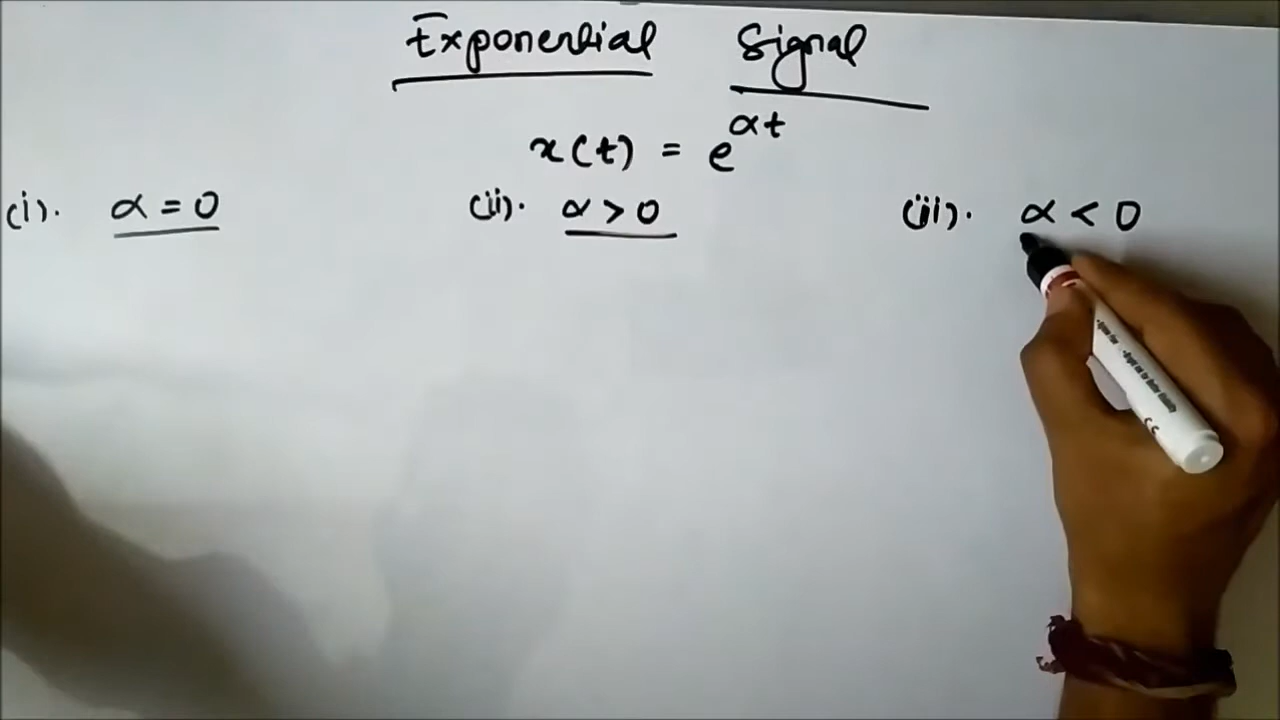 Exponential Signal
x(t) = e^{αt}
(i). α = 0
(ii). α > 0
(iii). α < 0